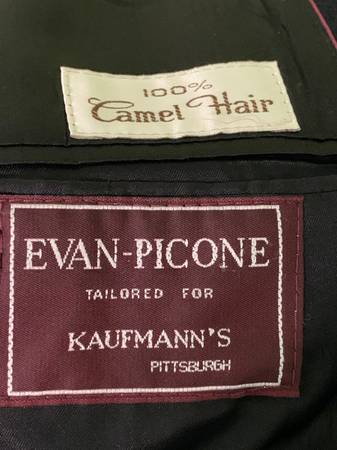 100%
Camel Hair
EVAN-PICONE
TAILORED FOR
KAUFMANN'S
PITTSBURGH